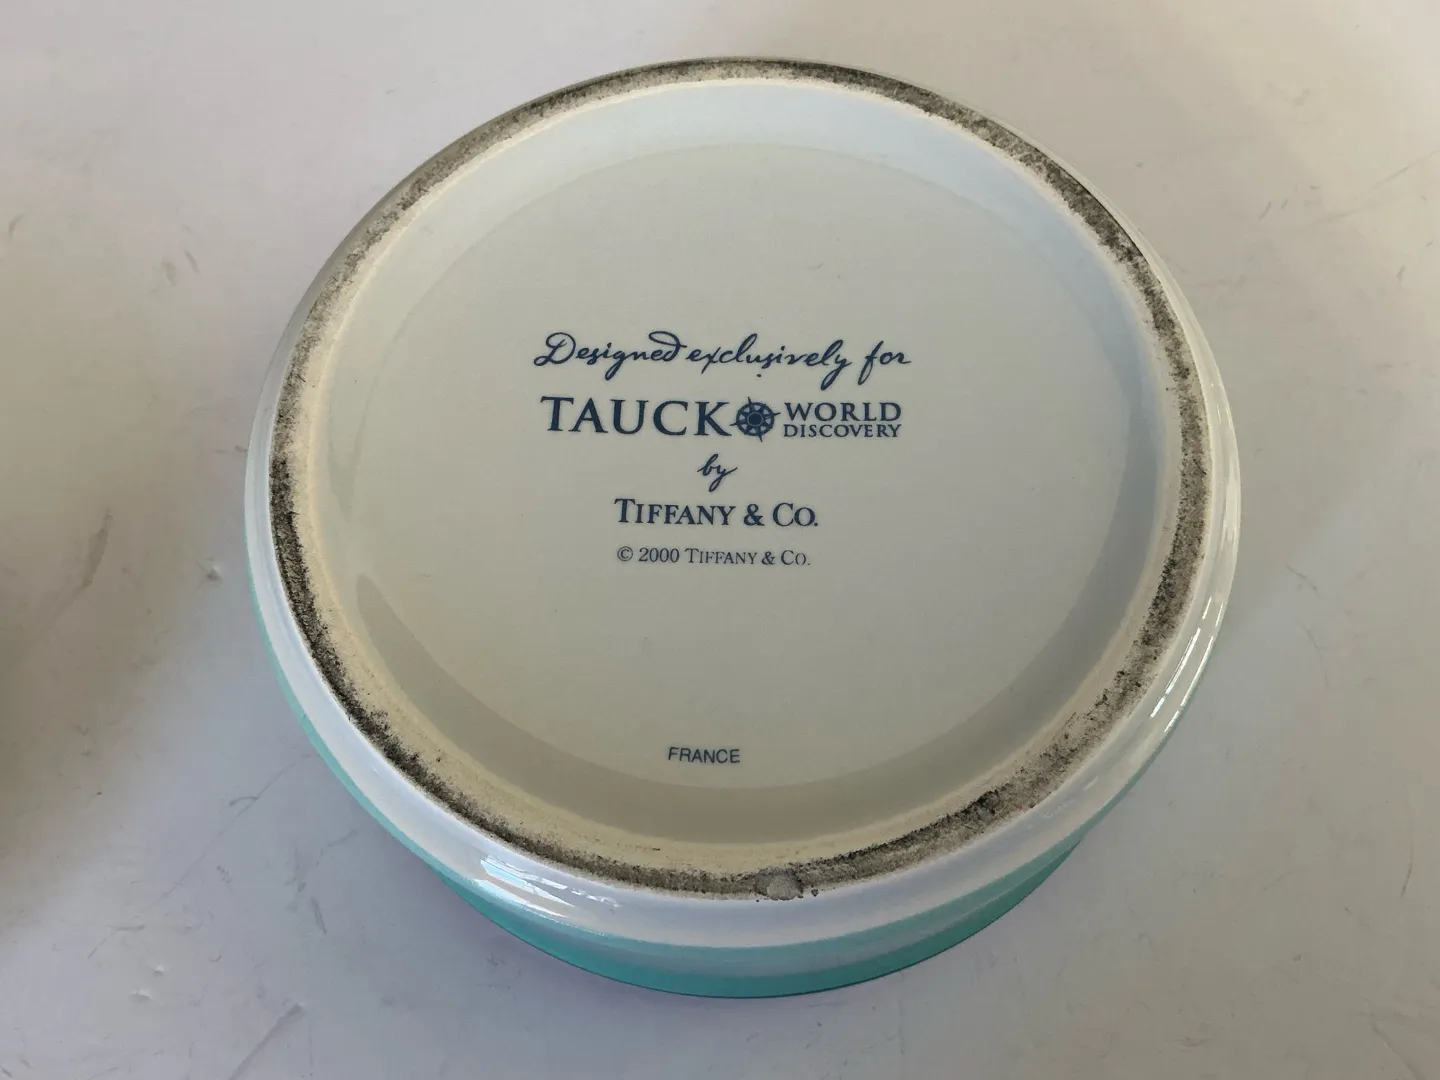 Designed exclusively for
TAUCK WORLD DISCOVERY
by
TIFFANY & CO.
© 2000 TIFFANY & CO.
FRANCE